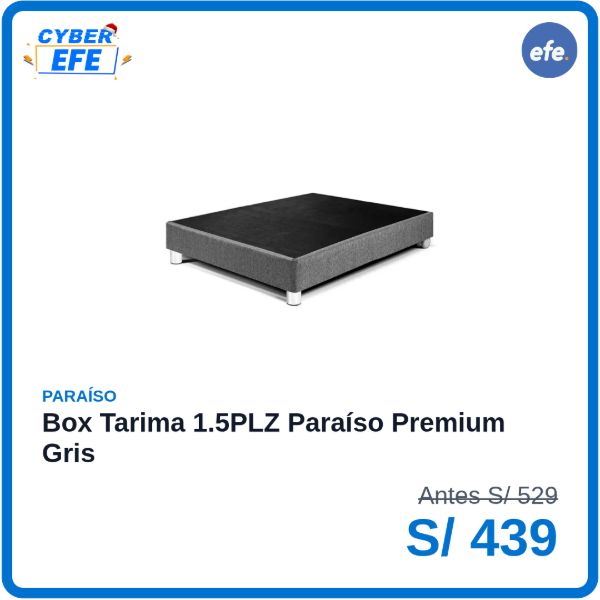 CYBER
EFE
efe.
PARAÍSO
Box Tarima 1.5PLZ Paraíso Premium
Gris
Antes S/ 529
S/ 439